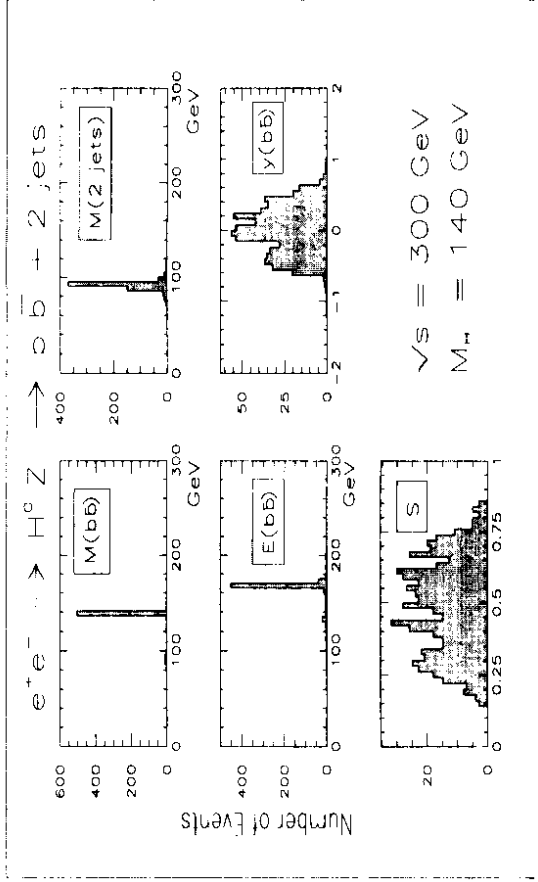 e⁺e⁻ → H⁰ Z → b b̄ + 2 jets
Number of Events
600
400
200
0
M(bb̄)
0 100 200 300
GeV
400
200
0
M(2 jets)
0 100 200 300
GeV
400
200
0
E(bb̄)
0 100 200 300
GeV
50
25
0
y(bb̄)
-2 -1 0 1 2
20
0
S
0 0.25 0.5 0.75 1
√s = 300 GeV
M_H = 140 GeV